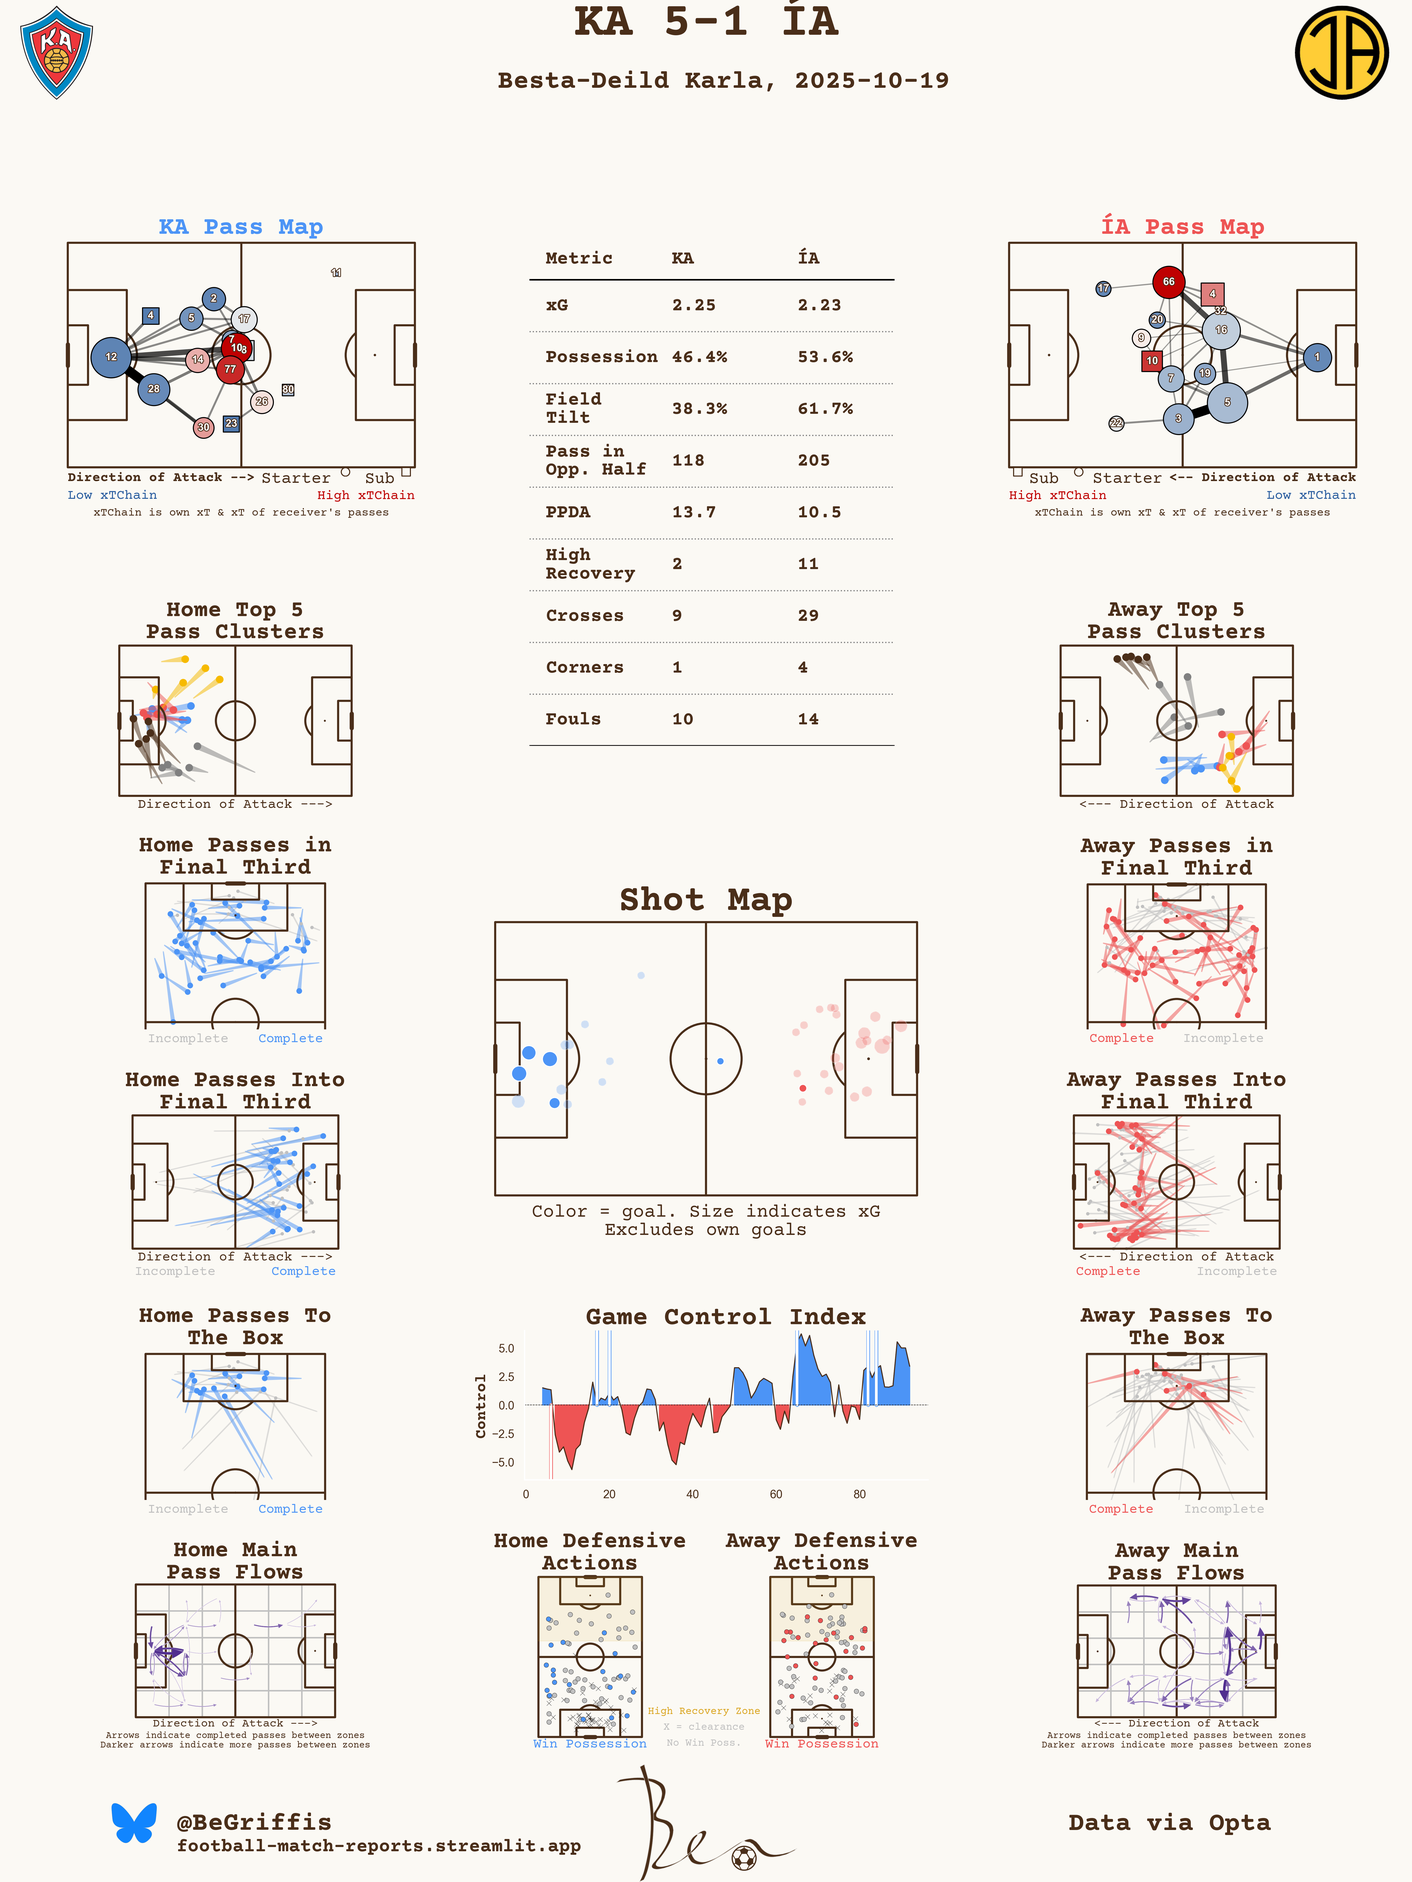 KA 5-1 ÍA
Besta-Deild Karla, 2025-10-19
KA
ÍA
KA Pass Map
2
4
5
17
7
10
8
12
14
77
28
26
30
30
23
11
Direction of Attack --> Starter Sub
Low xTChain High xTChain
xTChain is own xT & xT of receiver's passes
Metric KA ÍA
xG 2.25 2.23
Possession 46.4% 53.6%
Field
Tilt 38.3% 61.7%
Pass in
Opp. Half 118 205
PPDA 13.7 10.5
High
Recovery 2 11
Crosses 9 29
Corners 1 4
Fouls 10 14
ÍA Pass Map
66
17
4
32
20
16
9
10
1
7
19
5
3
22
Sub Starter <-- Direction of Attack
High xTChain Low xTChain
xTChain is own xT & xT of receiver's passes
Home Top 5
Pass Clusters
Direction of Attack --->
Away Top 5
Pass Clusters
<--- Direction of Attack
Home Passes in
Final Third
Incomplete Complete
Away Passes in
Final Third
Complete Incomplete
Shot Map
Color = goal. Size indicates xG
Excludes own goals
Home Passes Into
Final Third
Direction of Attack --->
Incomplete Complete
Away Passes Into
Final Third
<--- Direction of Attack
Complete Incomplete
Home Passes To
The Box
Incomplete Complete
Game Control Index
Control
5.0
2.5
0.0
−2.5
−5.0
0 20 40 60 80
Away Passes To
The Box
Complete Incomplete
Home Main
Pass Flows
Direction of Attack --->
Arrows indicate completed passes between zones
Darker arrows indicate more passes between zones
Home Defensive
Actions
Win Possession
High Recovery Zone
X = clearance
No Win Poss.
Away Defensive
Actions
Win Possession
Away Main
Pass Flows
<--- Direction of Attack
Arrows indicate completed passes between zones
Darker arrows indicate more passes between zones
@BeGriffis
football-match-reports.streamlit.app
Ben
Data via Opta